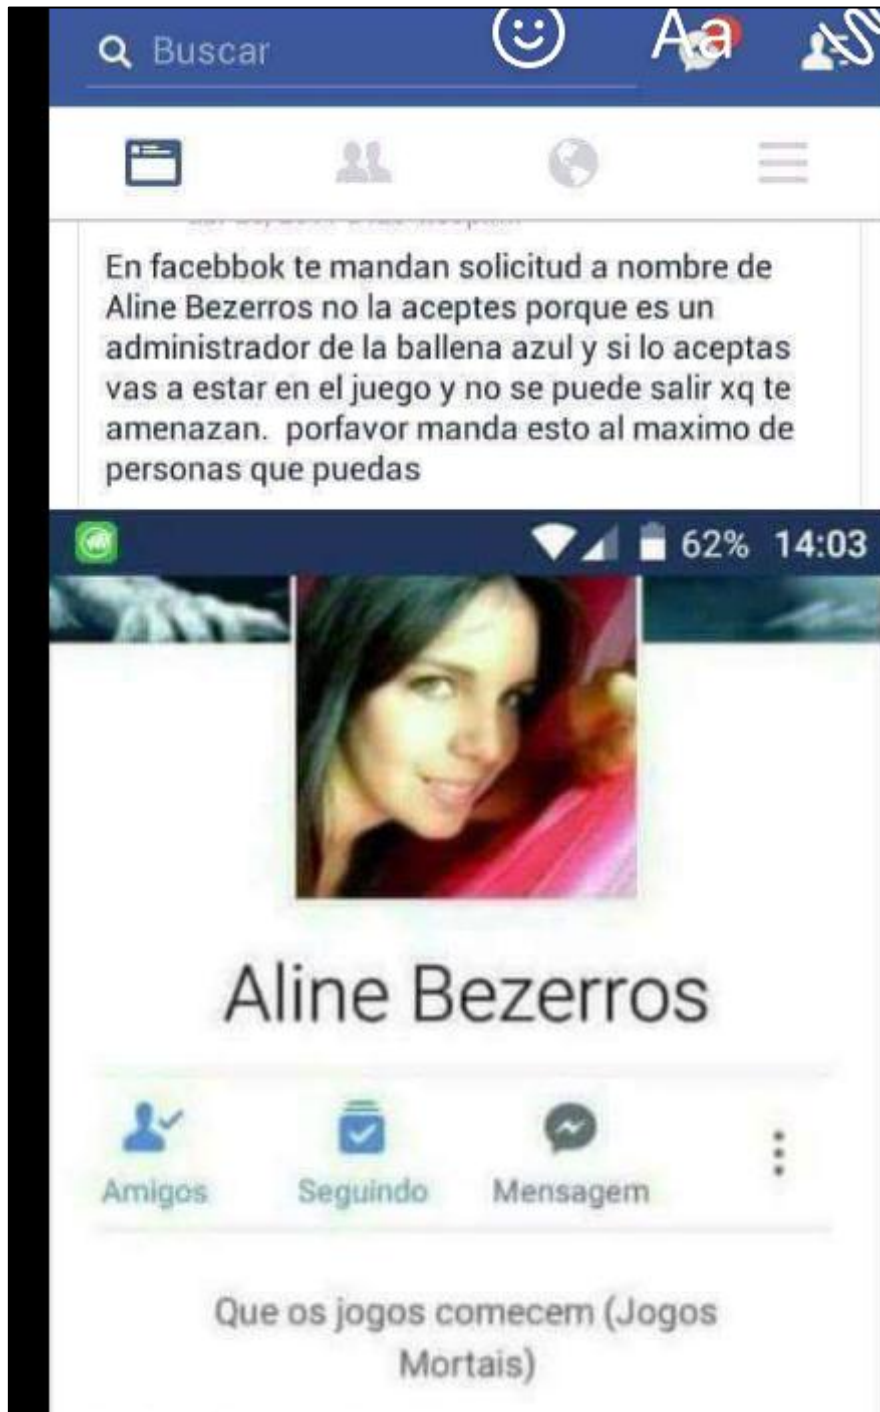 Buscar
Aa
En facebbok te mandan solicitud a nombre de
Aline Bezerros no la aceptes porque es un
administrador de la ballena azul y si lo aceptas
vas a estar en el juego y no se puede salir xq te
amenazan. porfavor manda esto al maximo de
personas que puedas
62% 14:03
Aline Bezerros
Amigos
Seguindo
Mensagem
Que os jogos comecem (Jogos
Mortais)